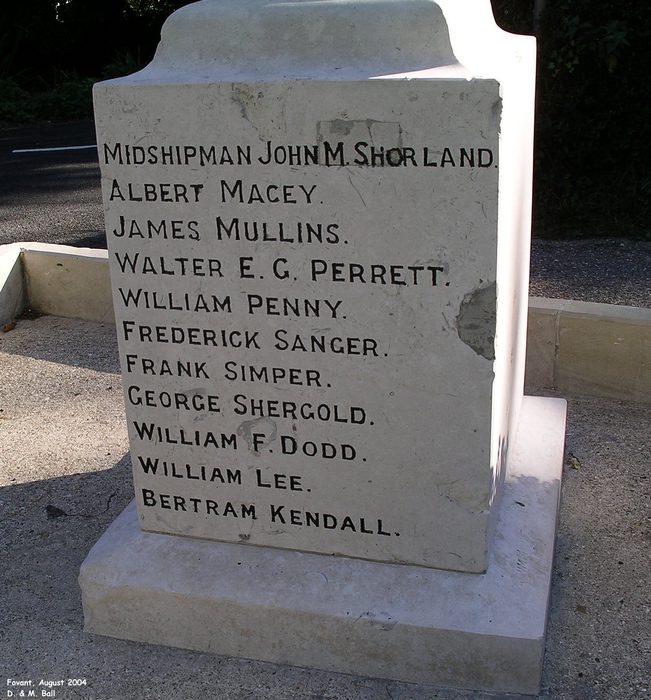 MIDSHIPMAN JOHN M. SHORLAND.
ALBERT MACEY.
JAMES MULLINS.
WALTER E. G. PERRETT.
WILLIAM PENNY.
FREDERICK SANGER.
FRANK SIMPER.
GEORGE SHERGOLD.
WILLIAM F. DODD.
WILLIAM LEE.
BERTRAM KENDALL.
Fovant, August 2004
D. & M. Ball